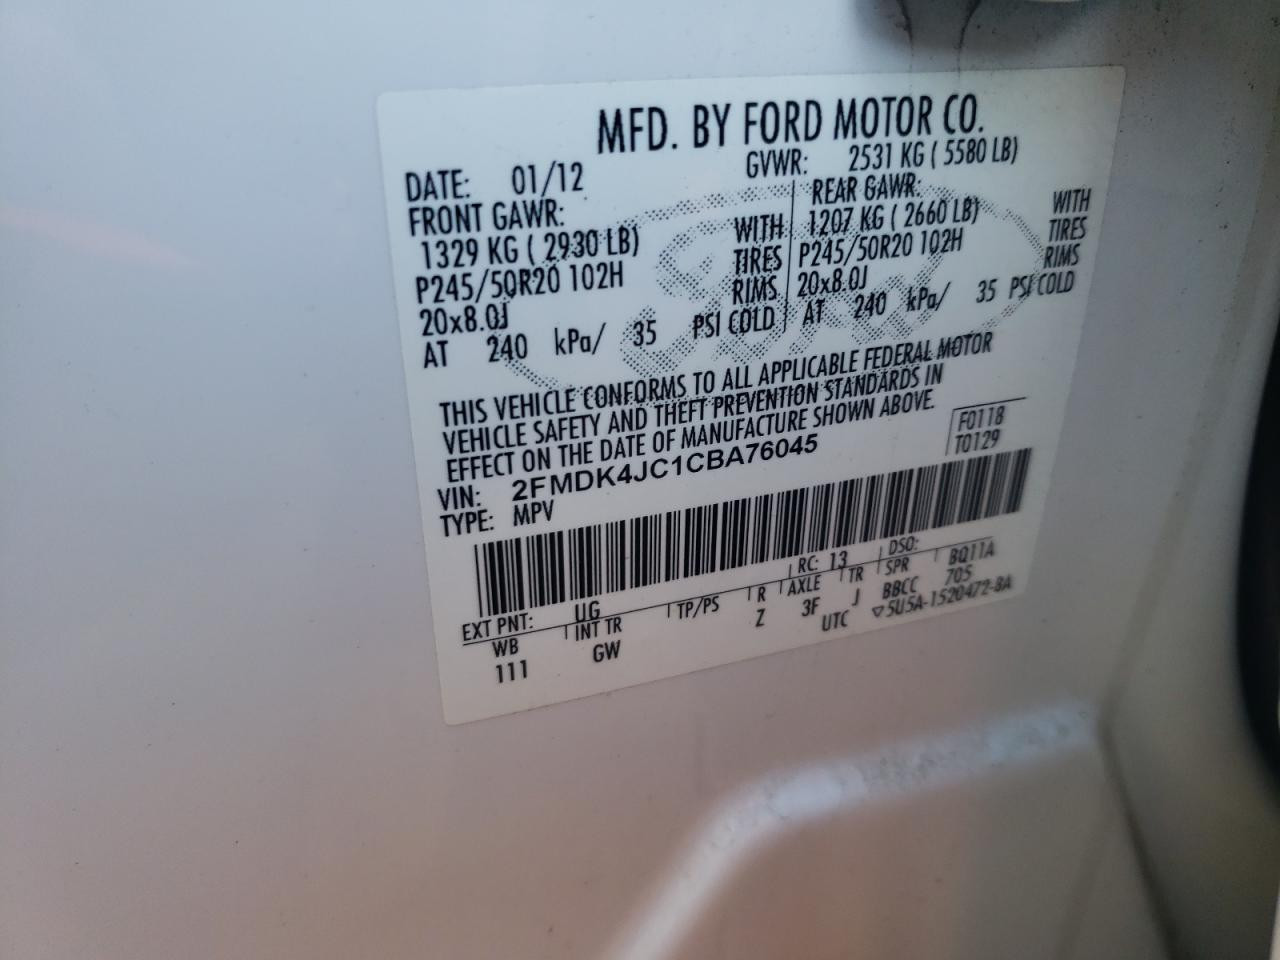 MFD. BY FORD MOTOR CO.
DATE: 01/12 GVWR: 2531 KG ( 5580 LB)
FRONT GAWR: REAR GAWR:
1329 KG ( 2930 LB) WITH 1207 KG ( 2660 LB) WITH
P245/50R20 102H TIRES P245/50R20 102H TIRES
20x8.0J RIMS 20x8.0J RIMS
AT 240 kPa/ 35 PSI COLD AT 240 kPa/ 35 PSI COLD
THIS VEHICLE CONFORMS TO ALL APPLICABLE FEDERAL MOTOR
VEHICLE SAFETY AND THEFT PREVENTION STANDARDS IN
EFFECT ON THE DATE OF MANUFACTURE SHOWN ABOVE.
F0118
VIN: 2FMDK4JC1CBA76045 T0129
TYPE: MPV
EXT PNT: UG RC: 13 DSO:
WB INT TR TP/PS R AXLE TR SPR BQ11A
111 GW Z 3F J BBCC 705
UTC ▽5U5A-1520472-BA